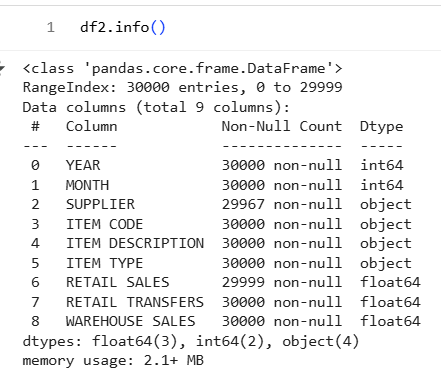 1 df2.info()
<class 'pandas.core.frame.DataFrame'>
RangeIndex: 30000 entries, 0 to 29999
Data columns (total 9 columns):
 #   Column            Non-Null Count  Dtype
---  ------            --------------  -----
 0   YEAR              30000 non-null  int64
 1   MONTH             30000 non-null  int64
 2   SUPPLIER          29967 non-null  object
 3   ITEM CODE         30000 non-null  object
 4   ITEM DESCRIPTION  30000 non-null  object
 5   ITEM TYPE         30000 non-null  object
 6   RETAIL SALES      29999 non-null  float64
 7   RETAIL TRANSFERS  30000 non-null  float64
 8   WAREHOUSE SALES   30000 non-null  float64
dtypes: float64(3), int64(2), object(4)
memory usage: 2.1+ MB